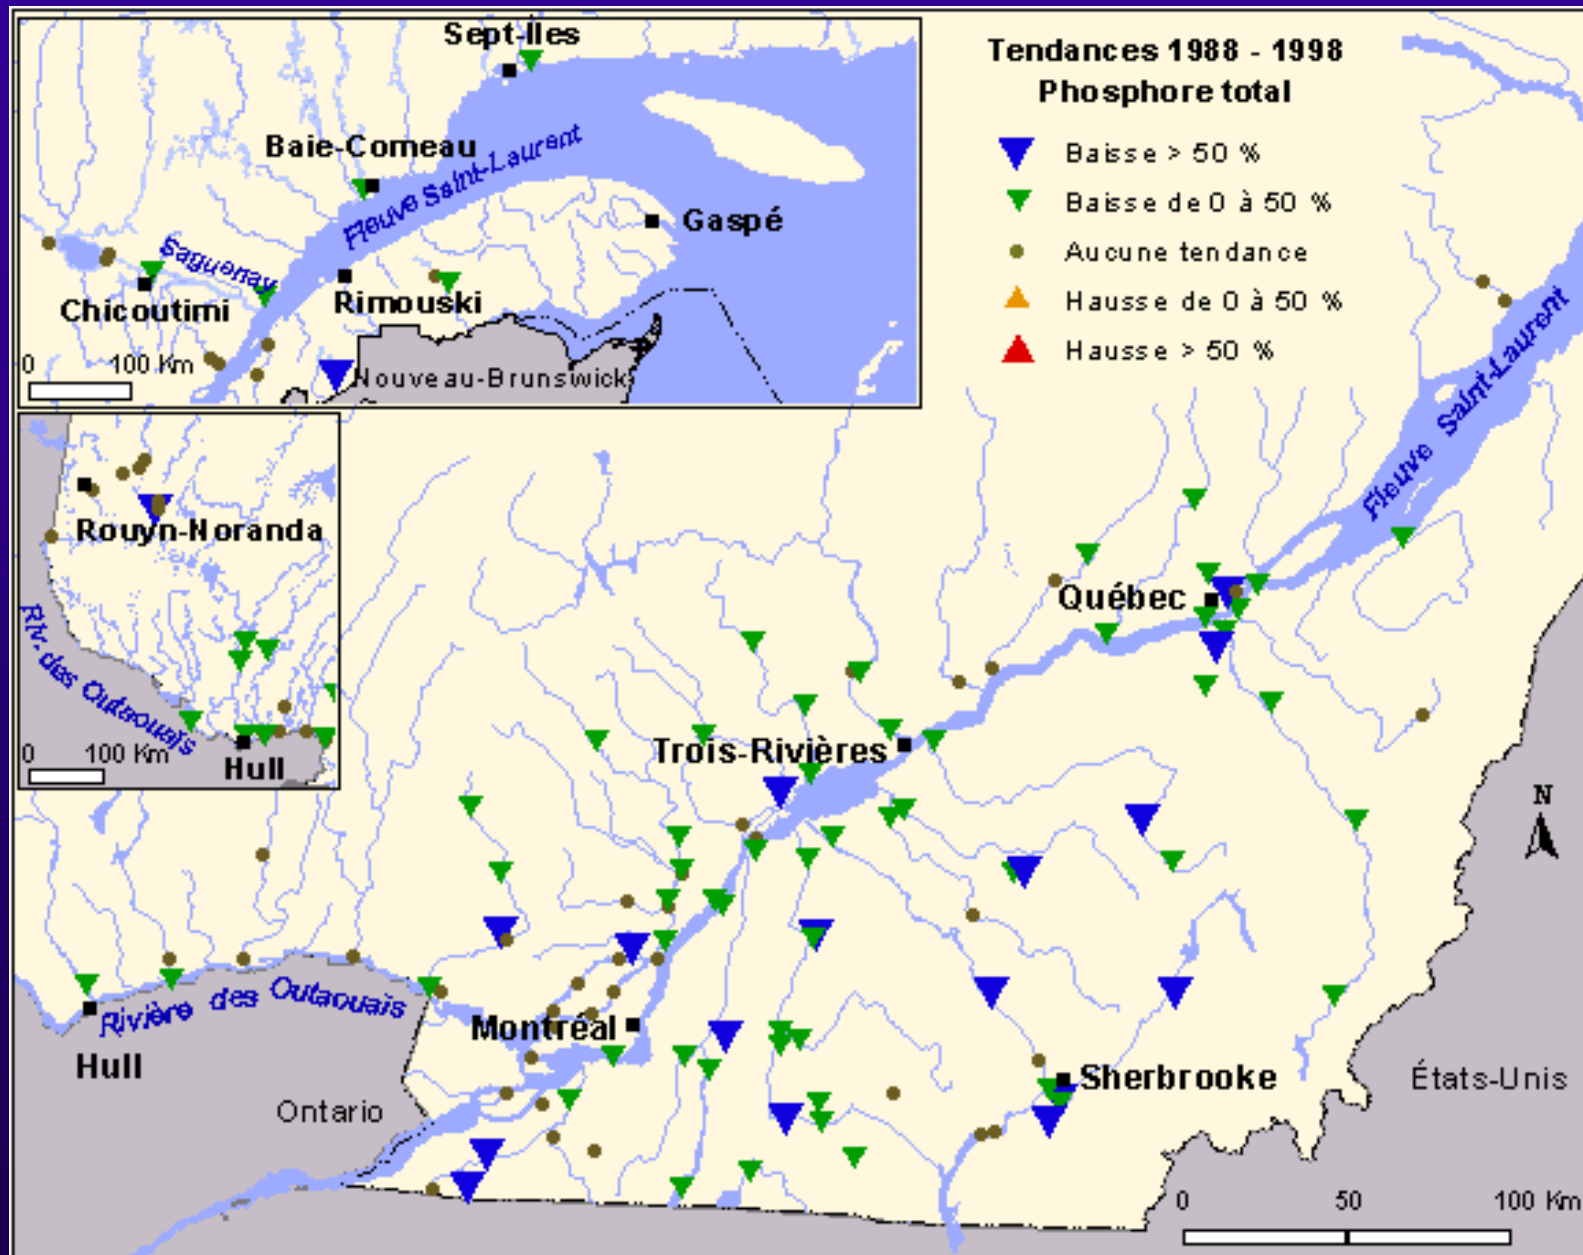 Sept-Îles
Baie-Comeau
Fleuve Saint-Laurent
Gaspé
Saguenay
Chicoutimi
Rimouski
0 100 Km
Nouveau-Brunswick
Tendances 1988 - 1998
Phosphore total
Baisse > 50 %
Baisse de 0 à 50 %
Aucune tendance
Hausse de 0 à 50 %
Hausse > 50 %
Fleuve Saint-Laurent
Rouyn-Noranda
Riv. des Outaouais
0 100 Km
Hull
Québec
Trois-Rivières
N
Rivière des Outaouais
Montréal
Hull
Sherbrooke
États-Unis
Ontario
0 50 100 Km